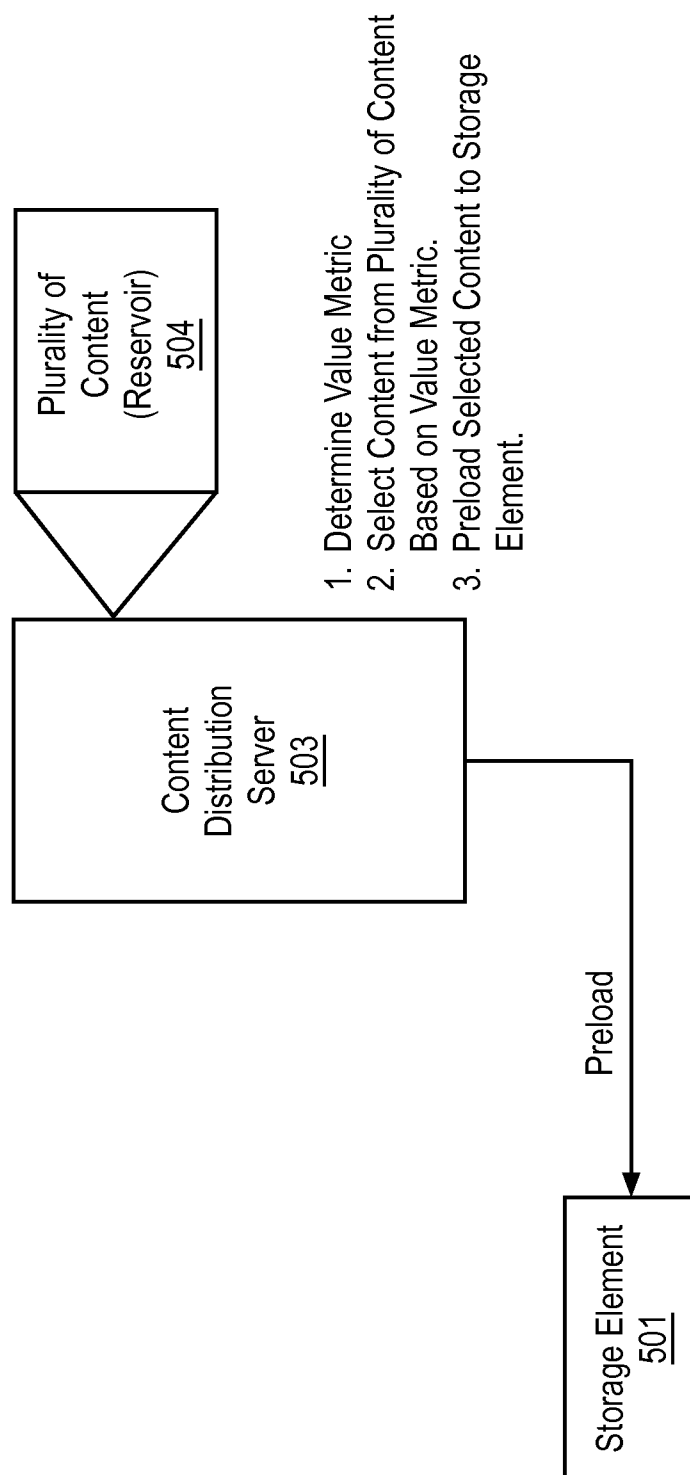 Plurality of
Content
(Reservoir)
504
Content
Distribution
Server
503
1. Determine Value Metric
2. Select Content from Plurality of Content
Based on Value Metric.
3. Preload Selected Content to Storage
Element.
Preload
Storage Element
501